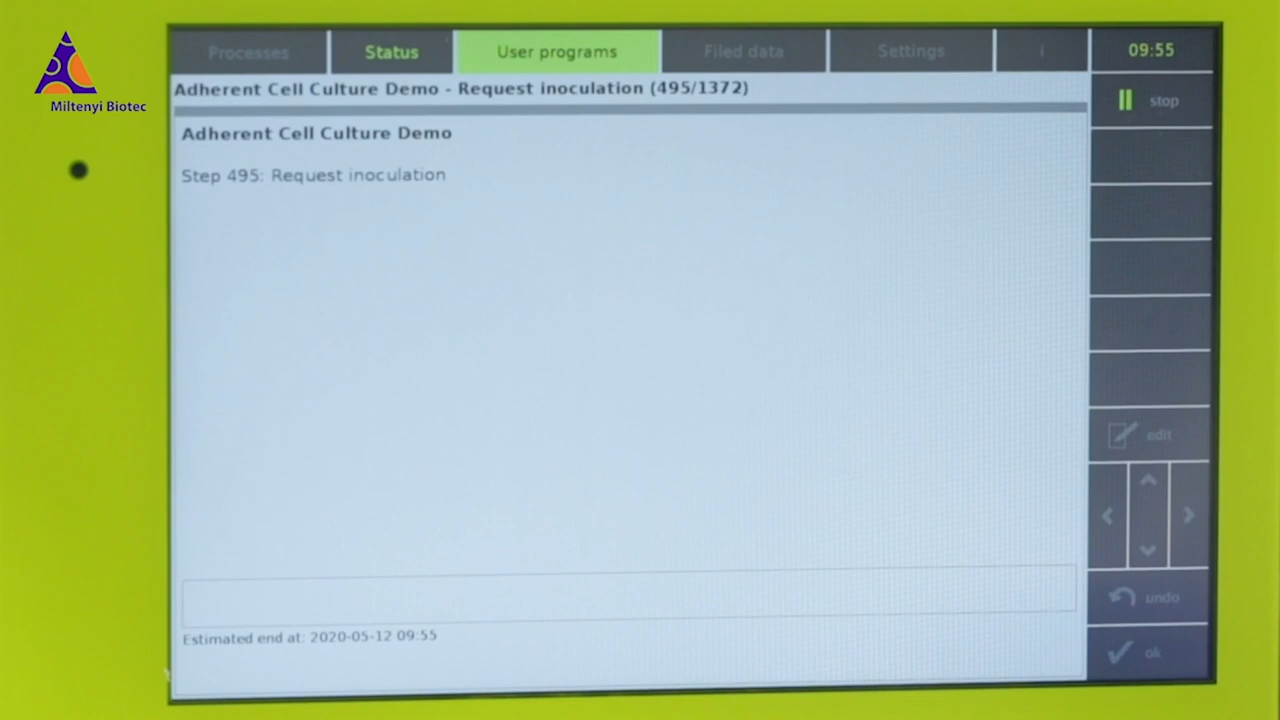 Miltenyi Biotec
Processes
Status
User programs
Filed data
Settings
i
09:55
Adherent Cell Culture Demo - Request inoculation (495/1372)
stop
Adherent Cell Culture Demo
Step 495: Request inoculation
edit
undo
Estimated end at: 2020-05-12 09:55
ok